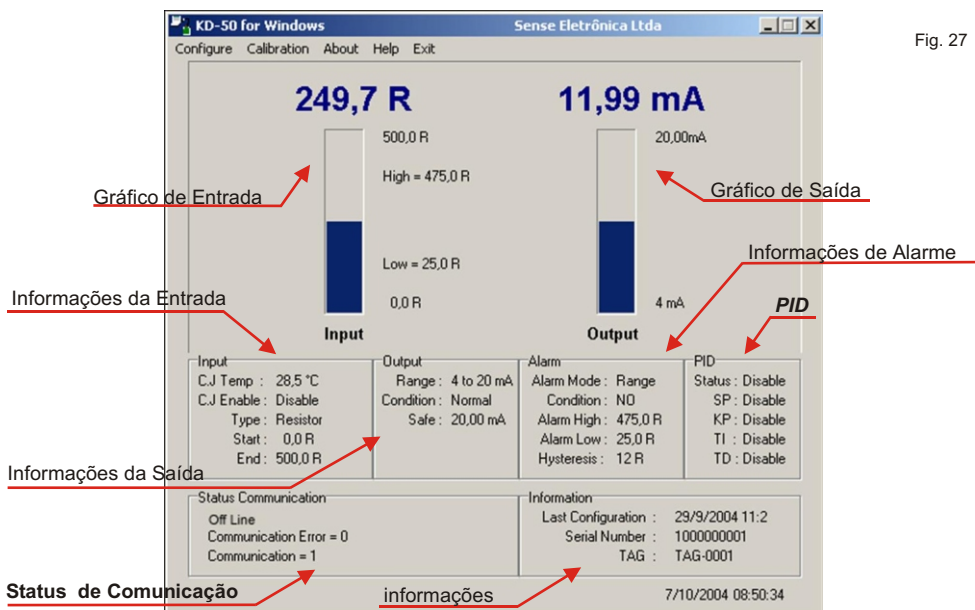 KD-50 for Windows Sense Eletrônica Ltda
Fig. 27
Configure Calibration About Help Exit
249,7 R 11,99 mA
500,0 R 20,00mA
High = 475,0 R
Gráfico de Entrada Gráfico de Saída
Informações de Alarme
Low = 25,0 R
Informações da Entrada
0,0 R 4 mA PID
Input Output
Input Output Alarm PID
C.J Temp : 28,5 °C Range : 4 to 20 mA Alarm Mode : Range Status : Disable
C.J Enable : Disable Condition : Normal Condition : NO SP : Disable
Type : Resistor Safe : 20,00 mA Alarm High : 475,0 R KP : Disable
Start : 0,0 R Alarm Low : 25,0 R TI : Disable
End : 500,0 R Hysteresis : 12 R TD : Disable
Informações da Saída
Status Communication Information
Off Line Last Configuration : 29/9/2004 11:2
Communication Error = 0 Serial Number : 1000000001
Communication = 1 TAG : TAG-0001
Status de Comunicação informações 7/10/2004 08:50:34